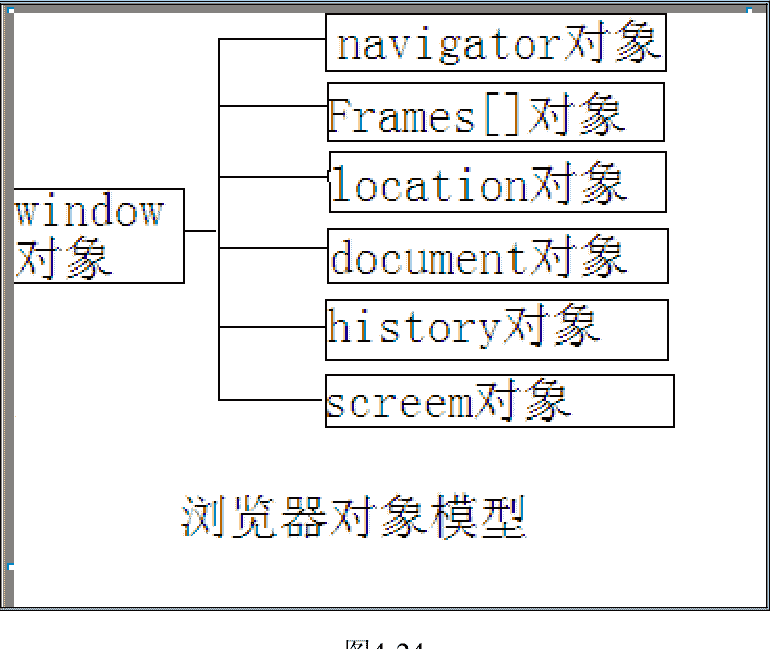 navigator对象
Frames[]对象
location对象
window
对象
document对象
history对象
screem对象
浏览器对象模型
图4-24